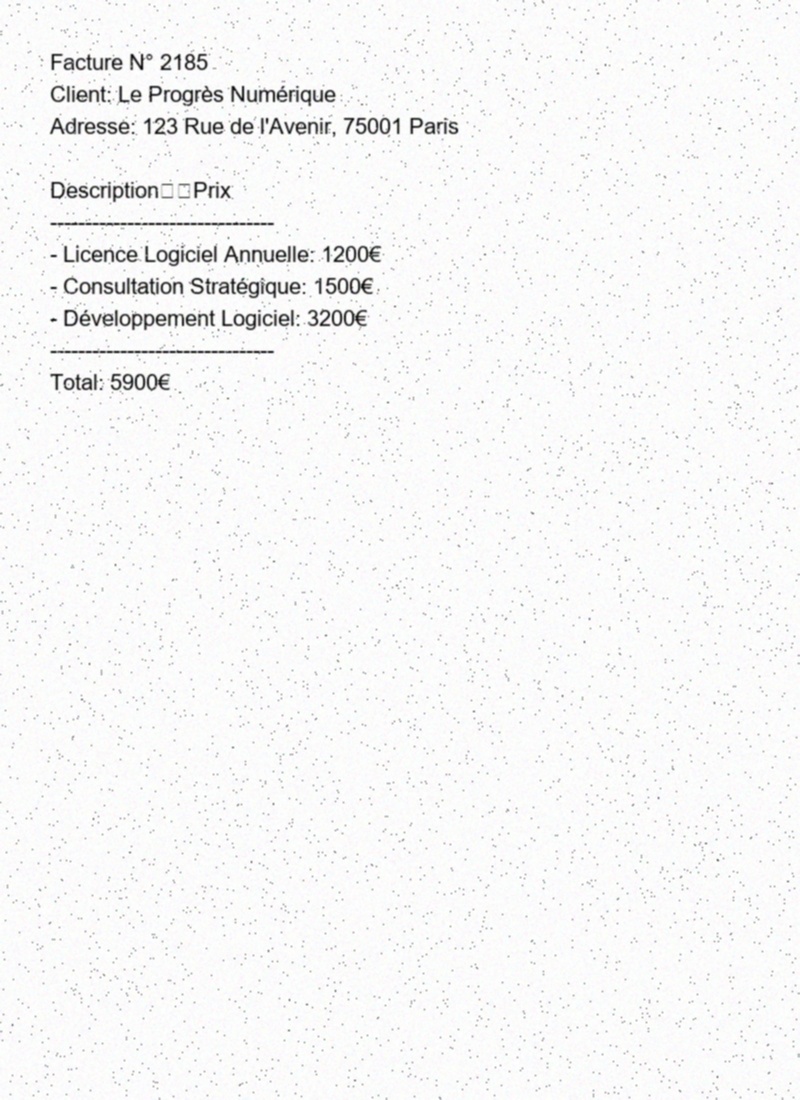 Facture N° 2185
Client: Le Progrès Numérique
Adresse: 123 Rue de l'Avenir, 75001 Paris
Description□□Prix
--------------------------------
- Licence Logiciel Annuelle: 1200€
- Consultation Stratégique: 1500€
- Développement Logiciel: 3200€
--------------------------------
Total: 5900€